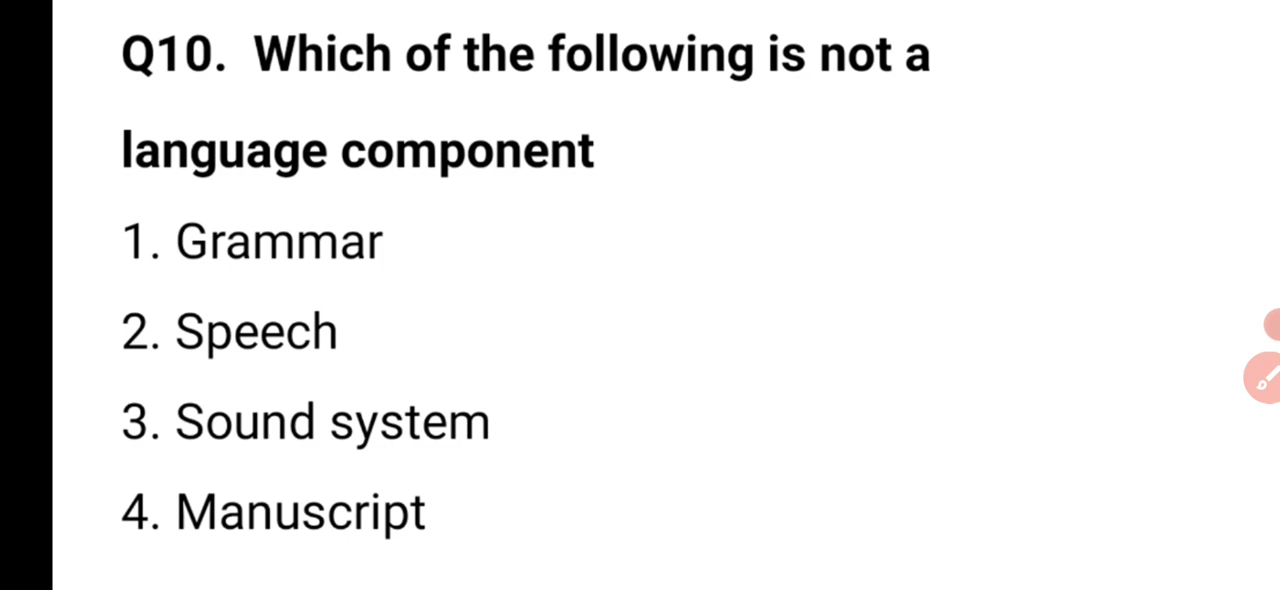 Q10.  Which of the following is not a
language component
1. Grammar
2. Speech
3. Sound system
4. Manuscript